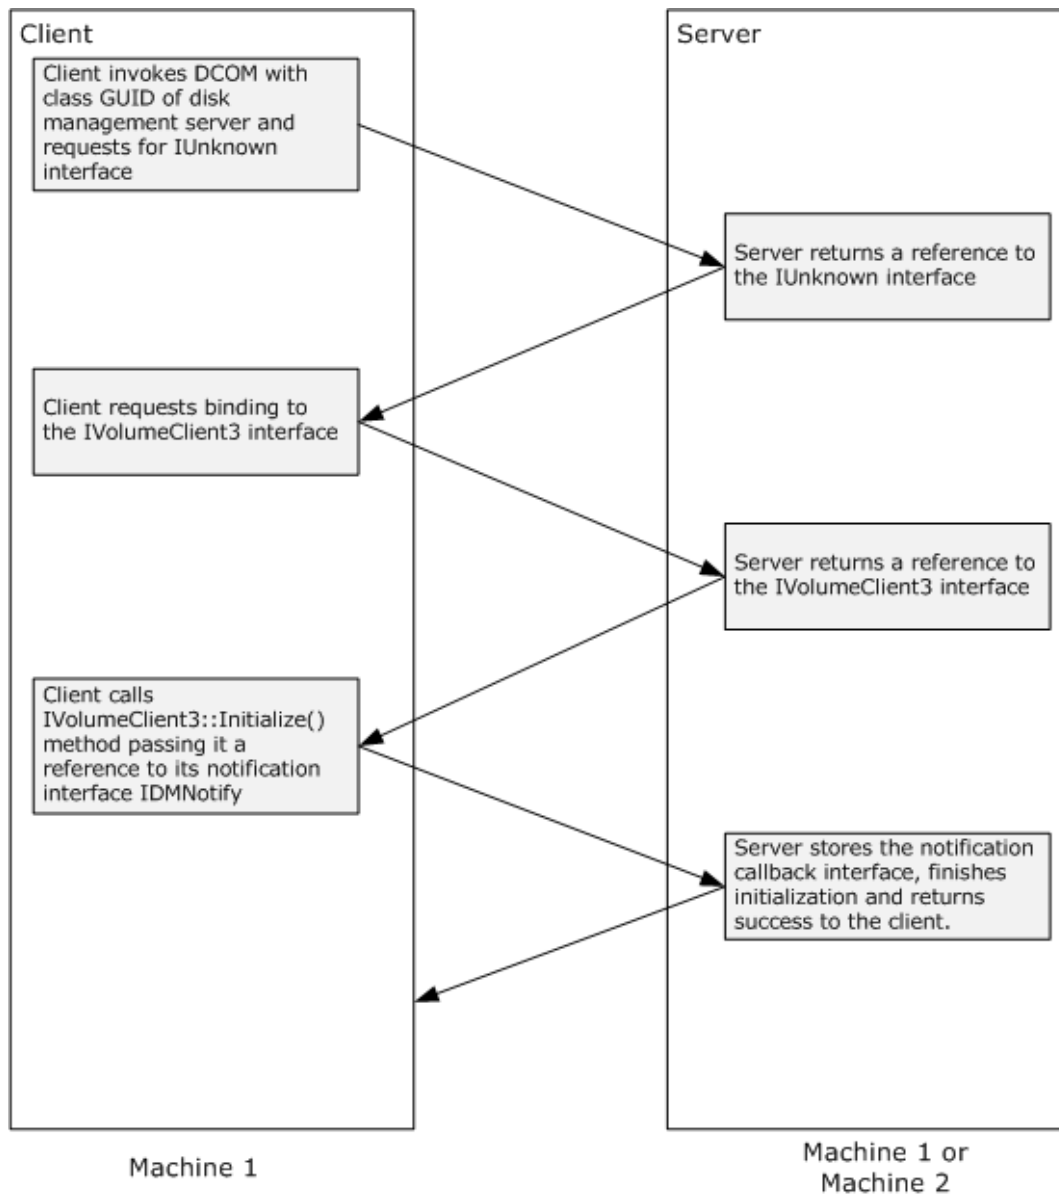 Client
Server
Client invokes DCOM with
class GUID of disk
management server and
requests for IUnknown
interface
Server returns a reference to
the IUnknown interface
Client requests binding to
the IVolumeClient3 interface
Server returns a reference to
the IVolumeClient3 interface
Client calls
IVolumeClient3::Initialize()
method passing it a
reference to its notification
interface IDMNotify
Server stores the notification
callback interface, finishes
initialization and returns
success to the client.
Machine 1
Machine 1 or
Machine 2